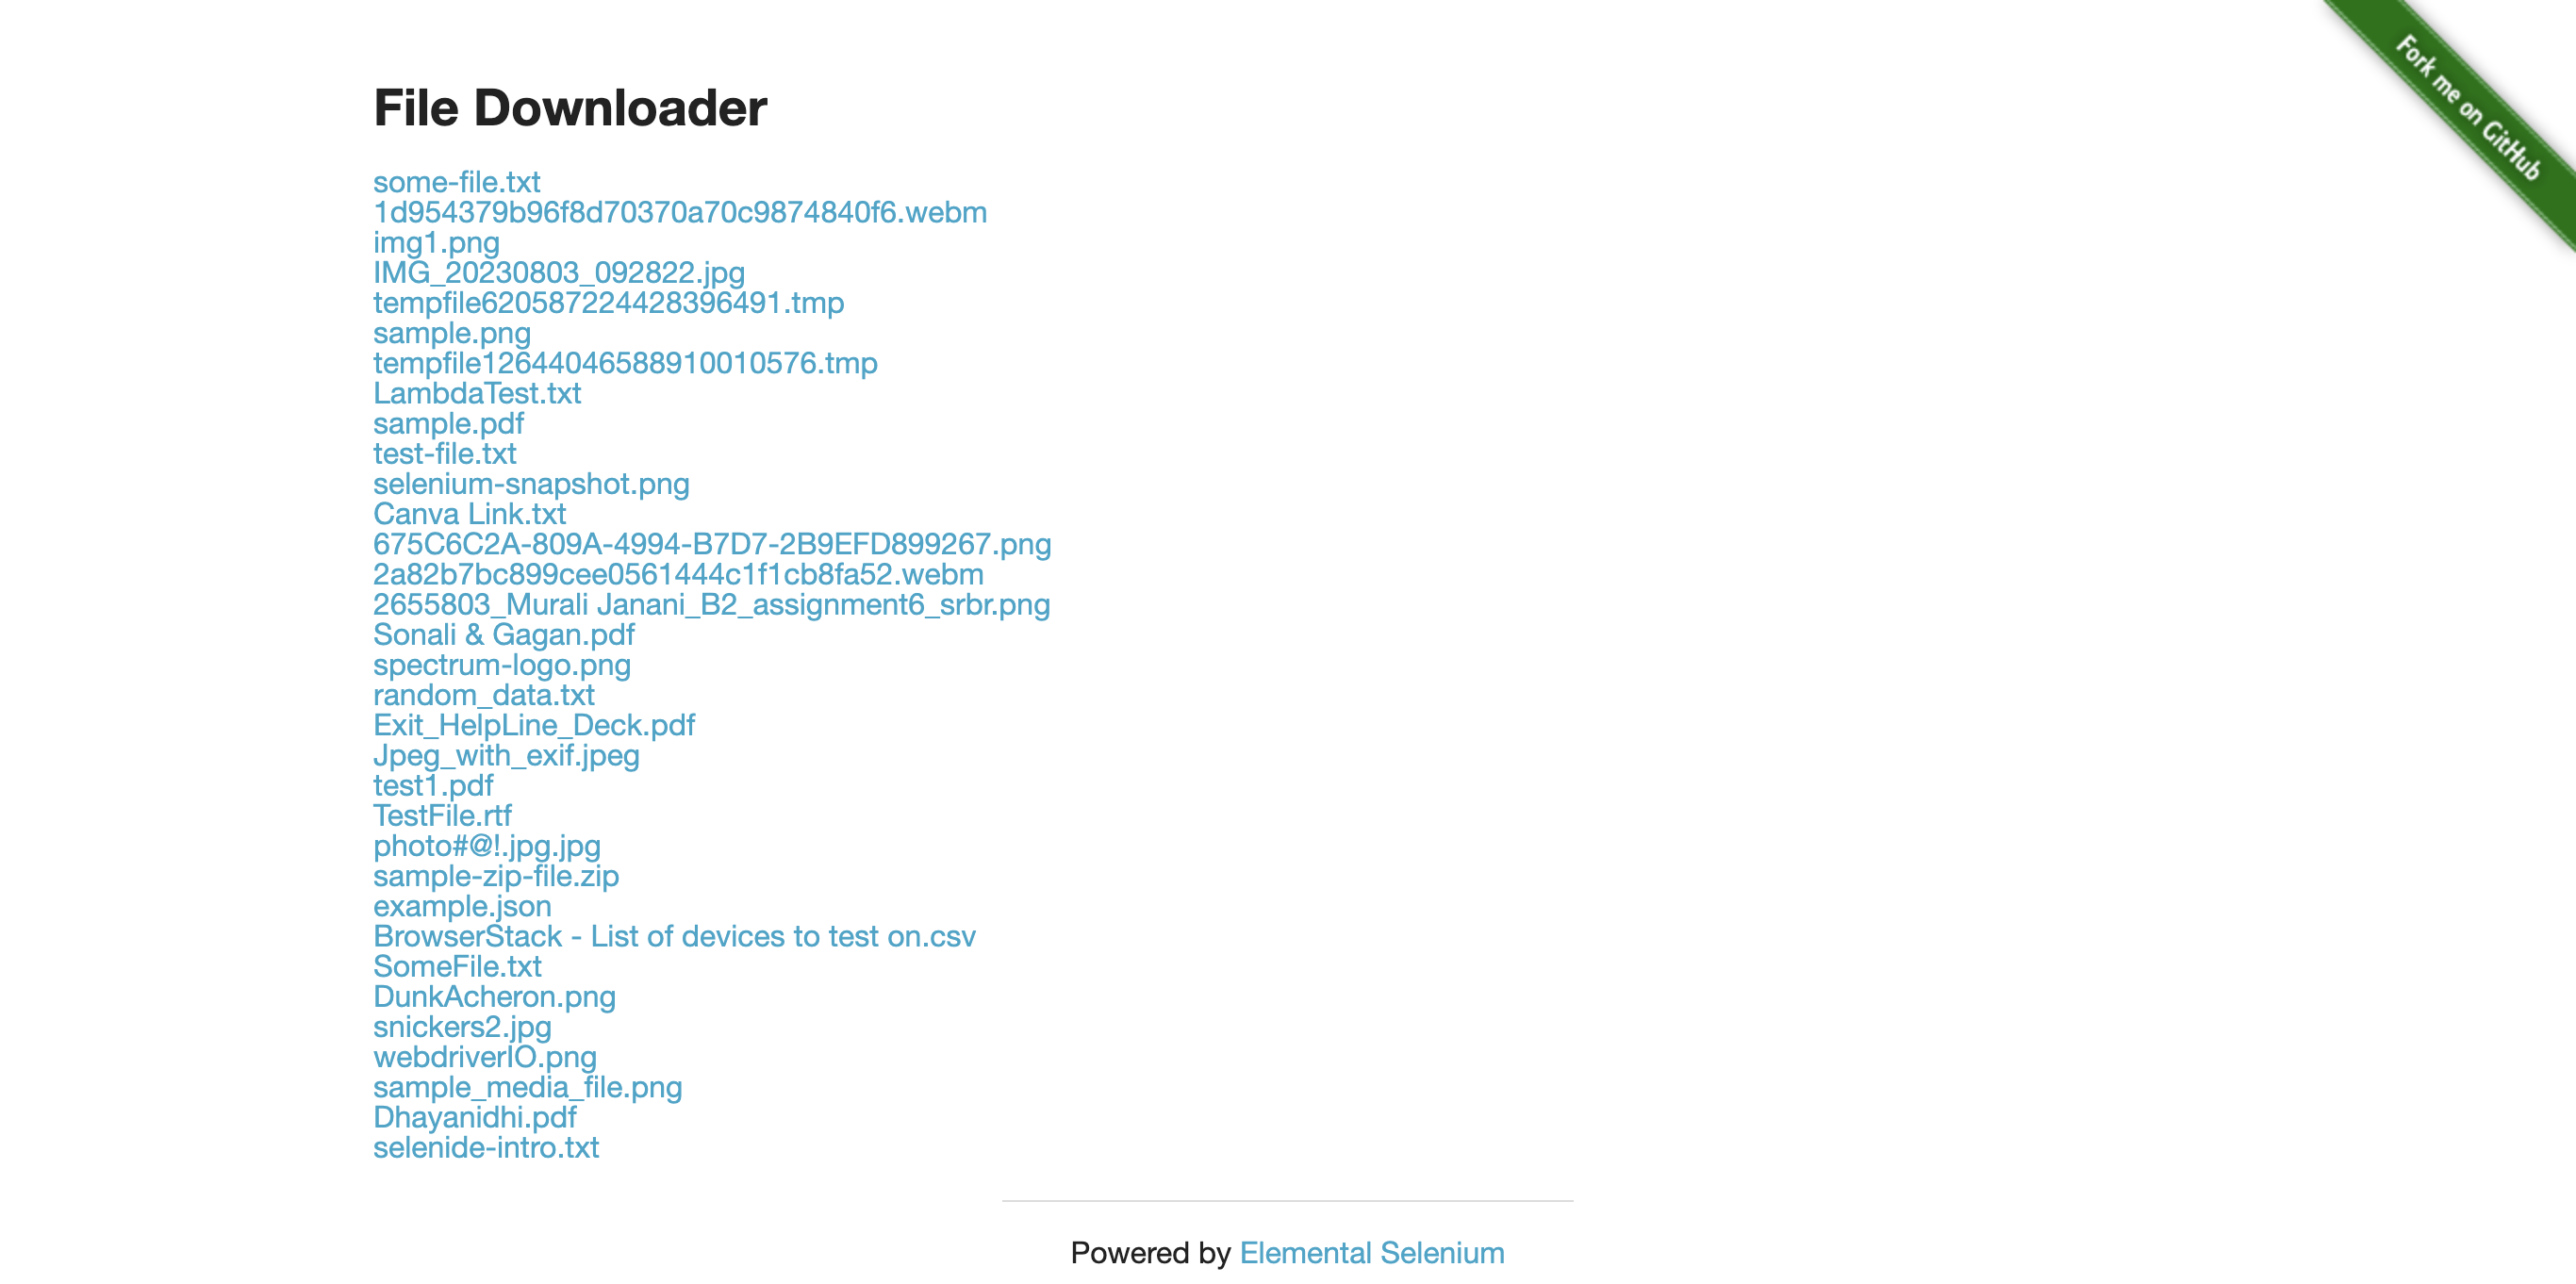 Fork me on GitHub
File Downloader
some-file.txt
1d954379b96f8d70370a70c9874840f6.webm
img1.png
IMG_20230803_092822.jpg
tempfile620587224428396491.tmp
sample.png
tempfile12644046588910010576.tmp
LambdaTest.txt
sample.pdf
test-file.txt
selenium-snapshot.png
Canva Link.txt
675C6C2A-809A-4994-B7D7-2B9EFD899267.png
2a82b7bc899cee0561444c1f1cb8fa52.webm
2655803_Murali Janani_B2_assignment6_srbr.png
Sonali & Gagan.pdf
spectrum-logo.png
random_data.txt
Exit_HelpLine_Deck.pdf
Jpeg_with_exif.jpeg
test1.pdf
TestFile.rtf
photo#@!.jpg.jpg
sample-zip-file.zip
example.json
BrowserStack - List of devices to test on.csv
SomeFile.txt
DunkAcheron.png
snickers2.jpg
webdriverIO.png
sample_media_file.png
Dhayanidhi.pdf
selenide-intro.txt
Powered by Elemental Selenium